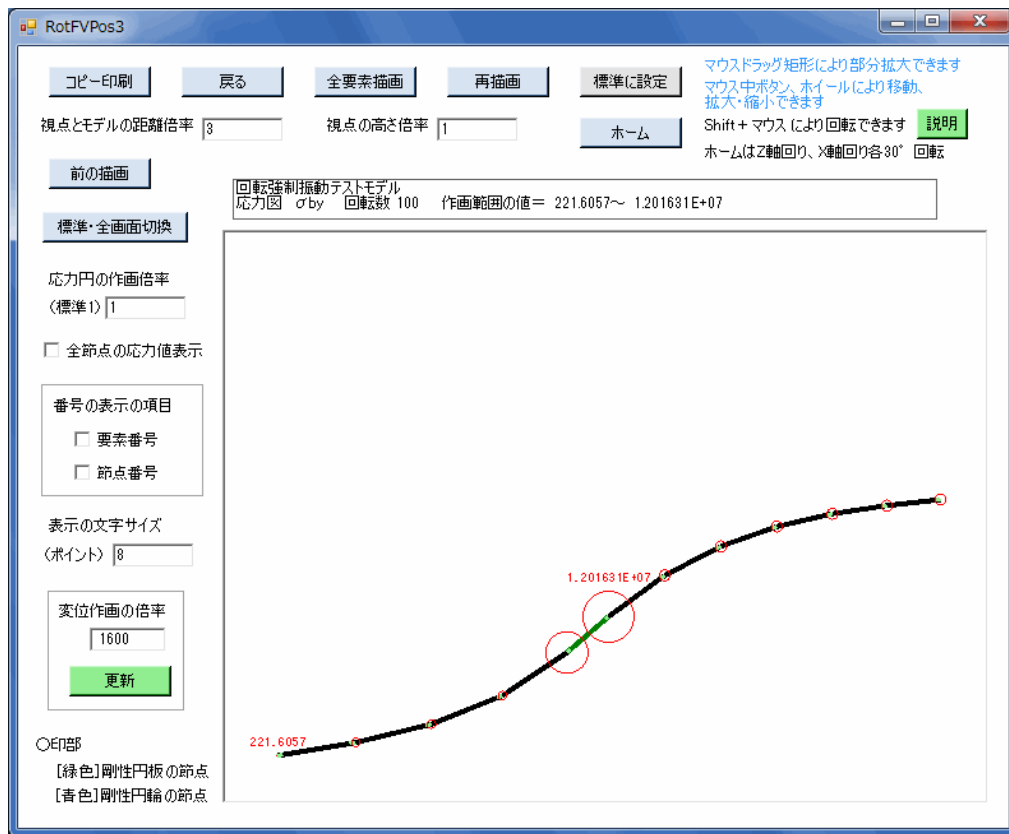 RotFVPos3
コピー印刷
戻る
全要素描画
再描画
標準に設定
マウスドラッグ矩形により部分拡大できます
マウス中ボタン、ホイールにより移動、
拡大・縮小できます
視点とモデルの距離倍率 3
視点の高さ倍率 1
ホーム
Shift + マウス により回転できます
説明
ホームはZ軸回り、X軸回り各30° 回転
前の描画
標準・全画面切換
回転強制振動テストモデル
応力図 σby 回転数 100 作画範囲の値= 221.6057～ 1.201631E+07
応力円の作画倍率
(標準1) 1
全節点の応力値表示
番号の表示の項目
要素番号
節点番号
表示の文字サイズ
(ポイント) 8
変位作画の倍率
1600
更新
○印部
[緑色]剛性円板の節点
[青色]剛性円輪の節点
1.201631E+07
221.6057